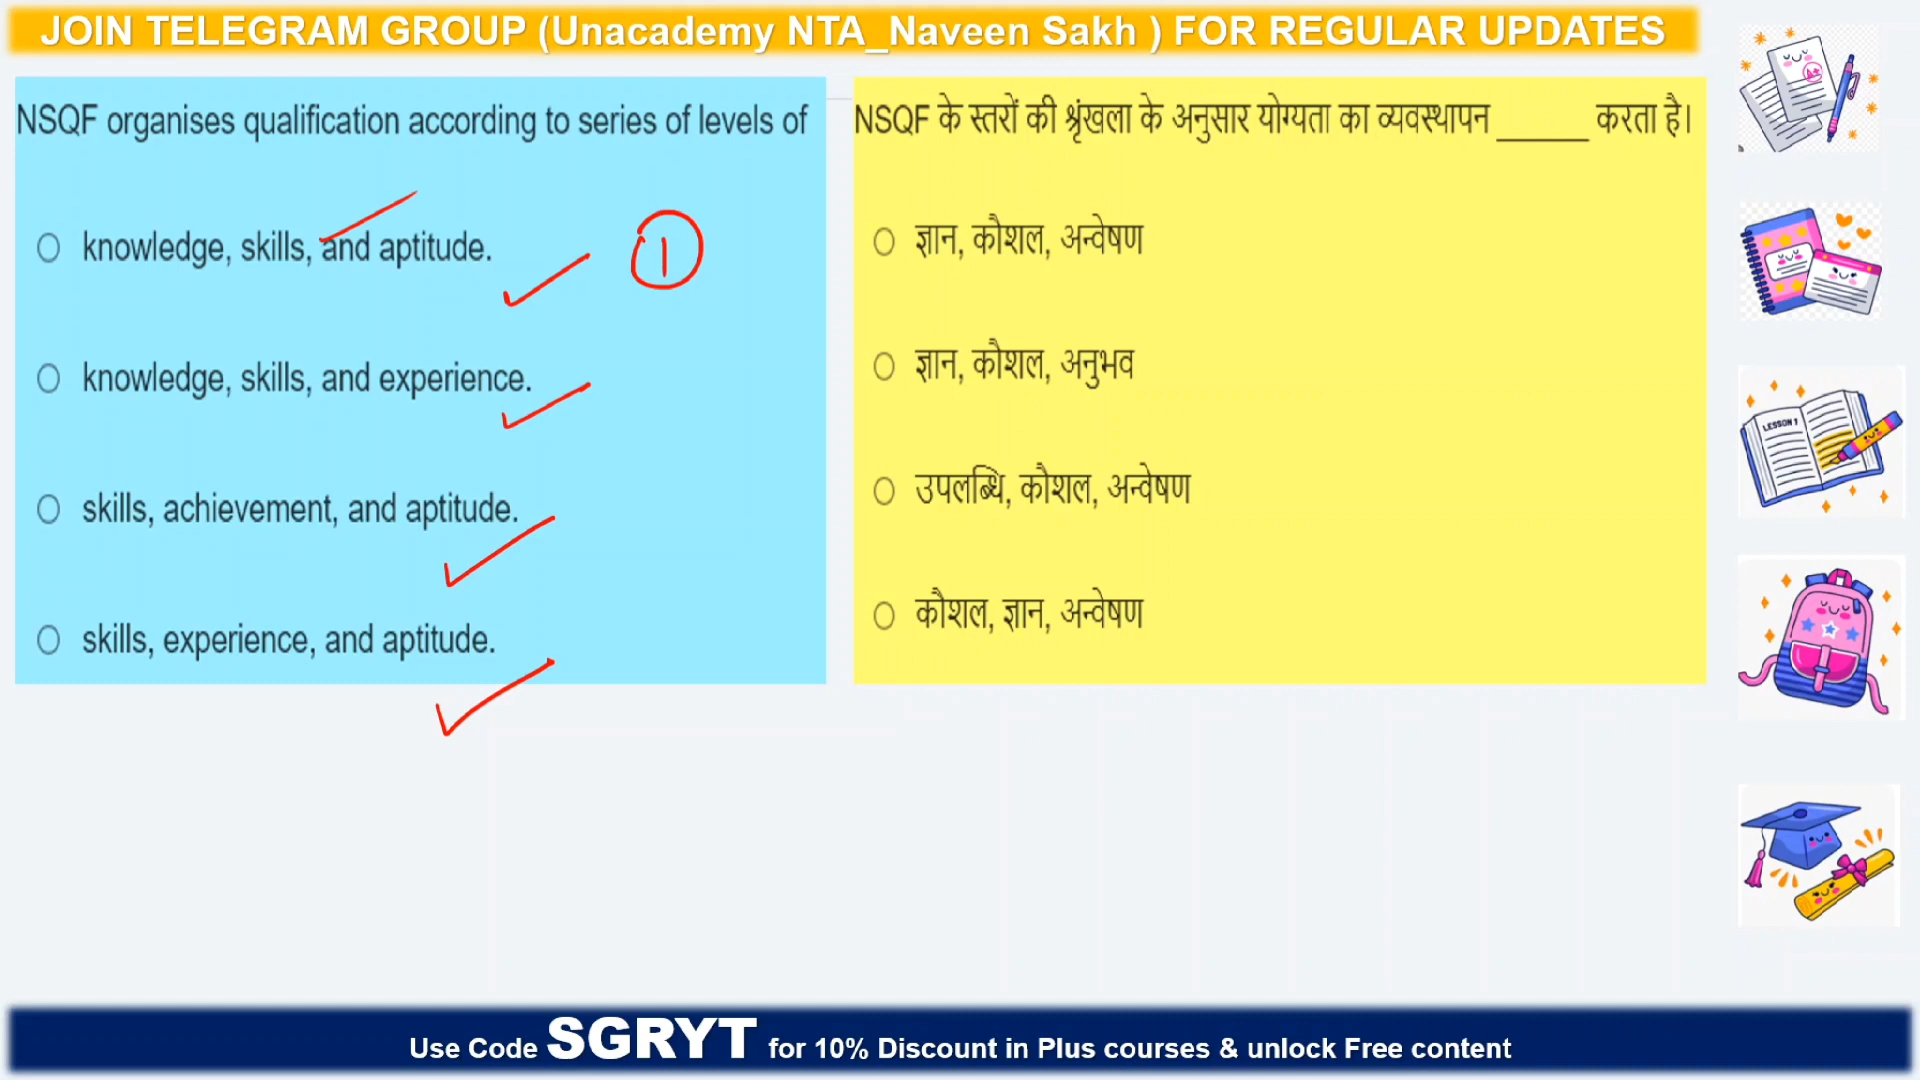 JOIN TELEGRAM GROUP (Unacademy NTA_Naveen Sakh ) FOR REGULAR UPDATES
NSQF organises qualification according to series of levels of
knowledge, skills, and aptitude.
1
knowledge, skills, and experience.
skills, achievement, and aptitude.
skills, experience, and aptitude.
NSQF के स्तरों की श्रृंखला के अनुसार योग्यता का व्यवस्थापन ______ करता है।
ज्ञान, कौशल, अन्वेषण
ज्ञान, कौशल, अनुभव
उपलब्धि, कौशल, अन्वेषण
कौशल, ज्ञान, अन्वेषण
A+
LESSON 1
Use Code SGRYT for 10% Discount in Plus courses & unlock Free content